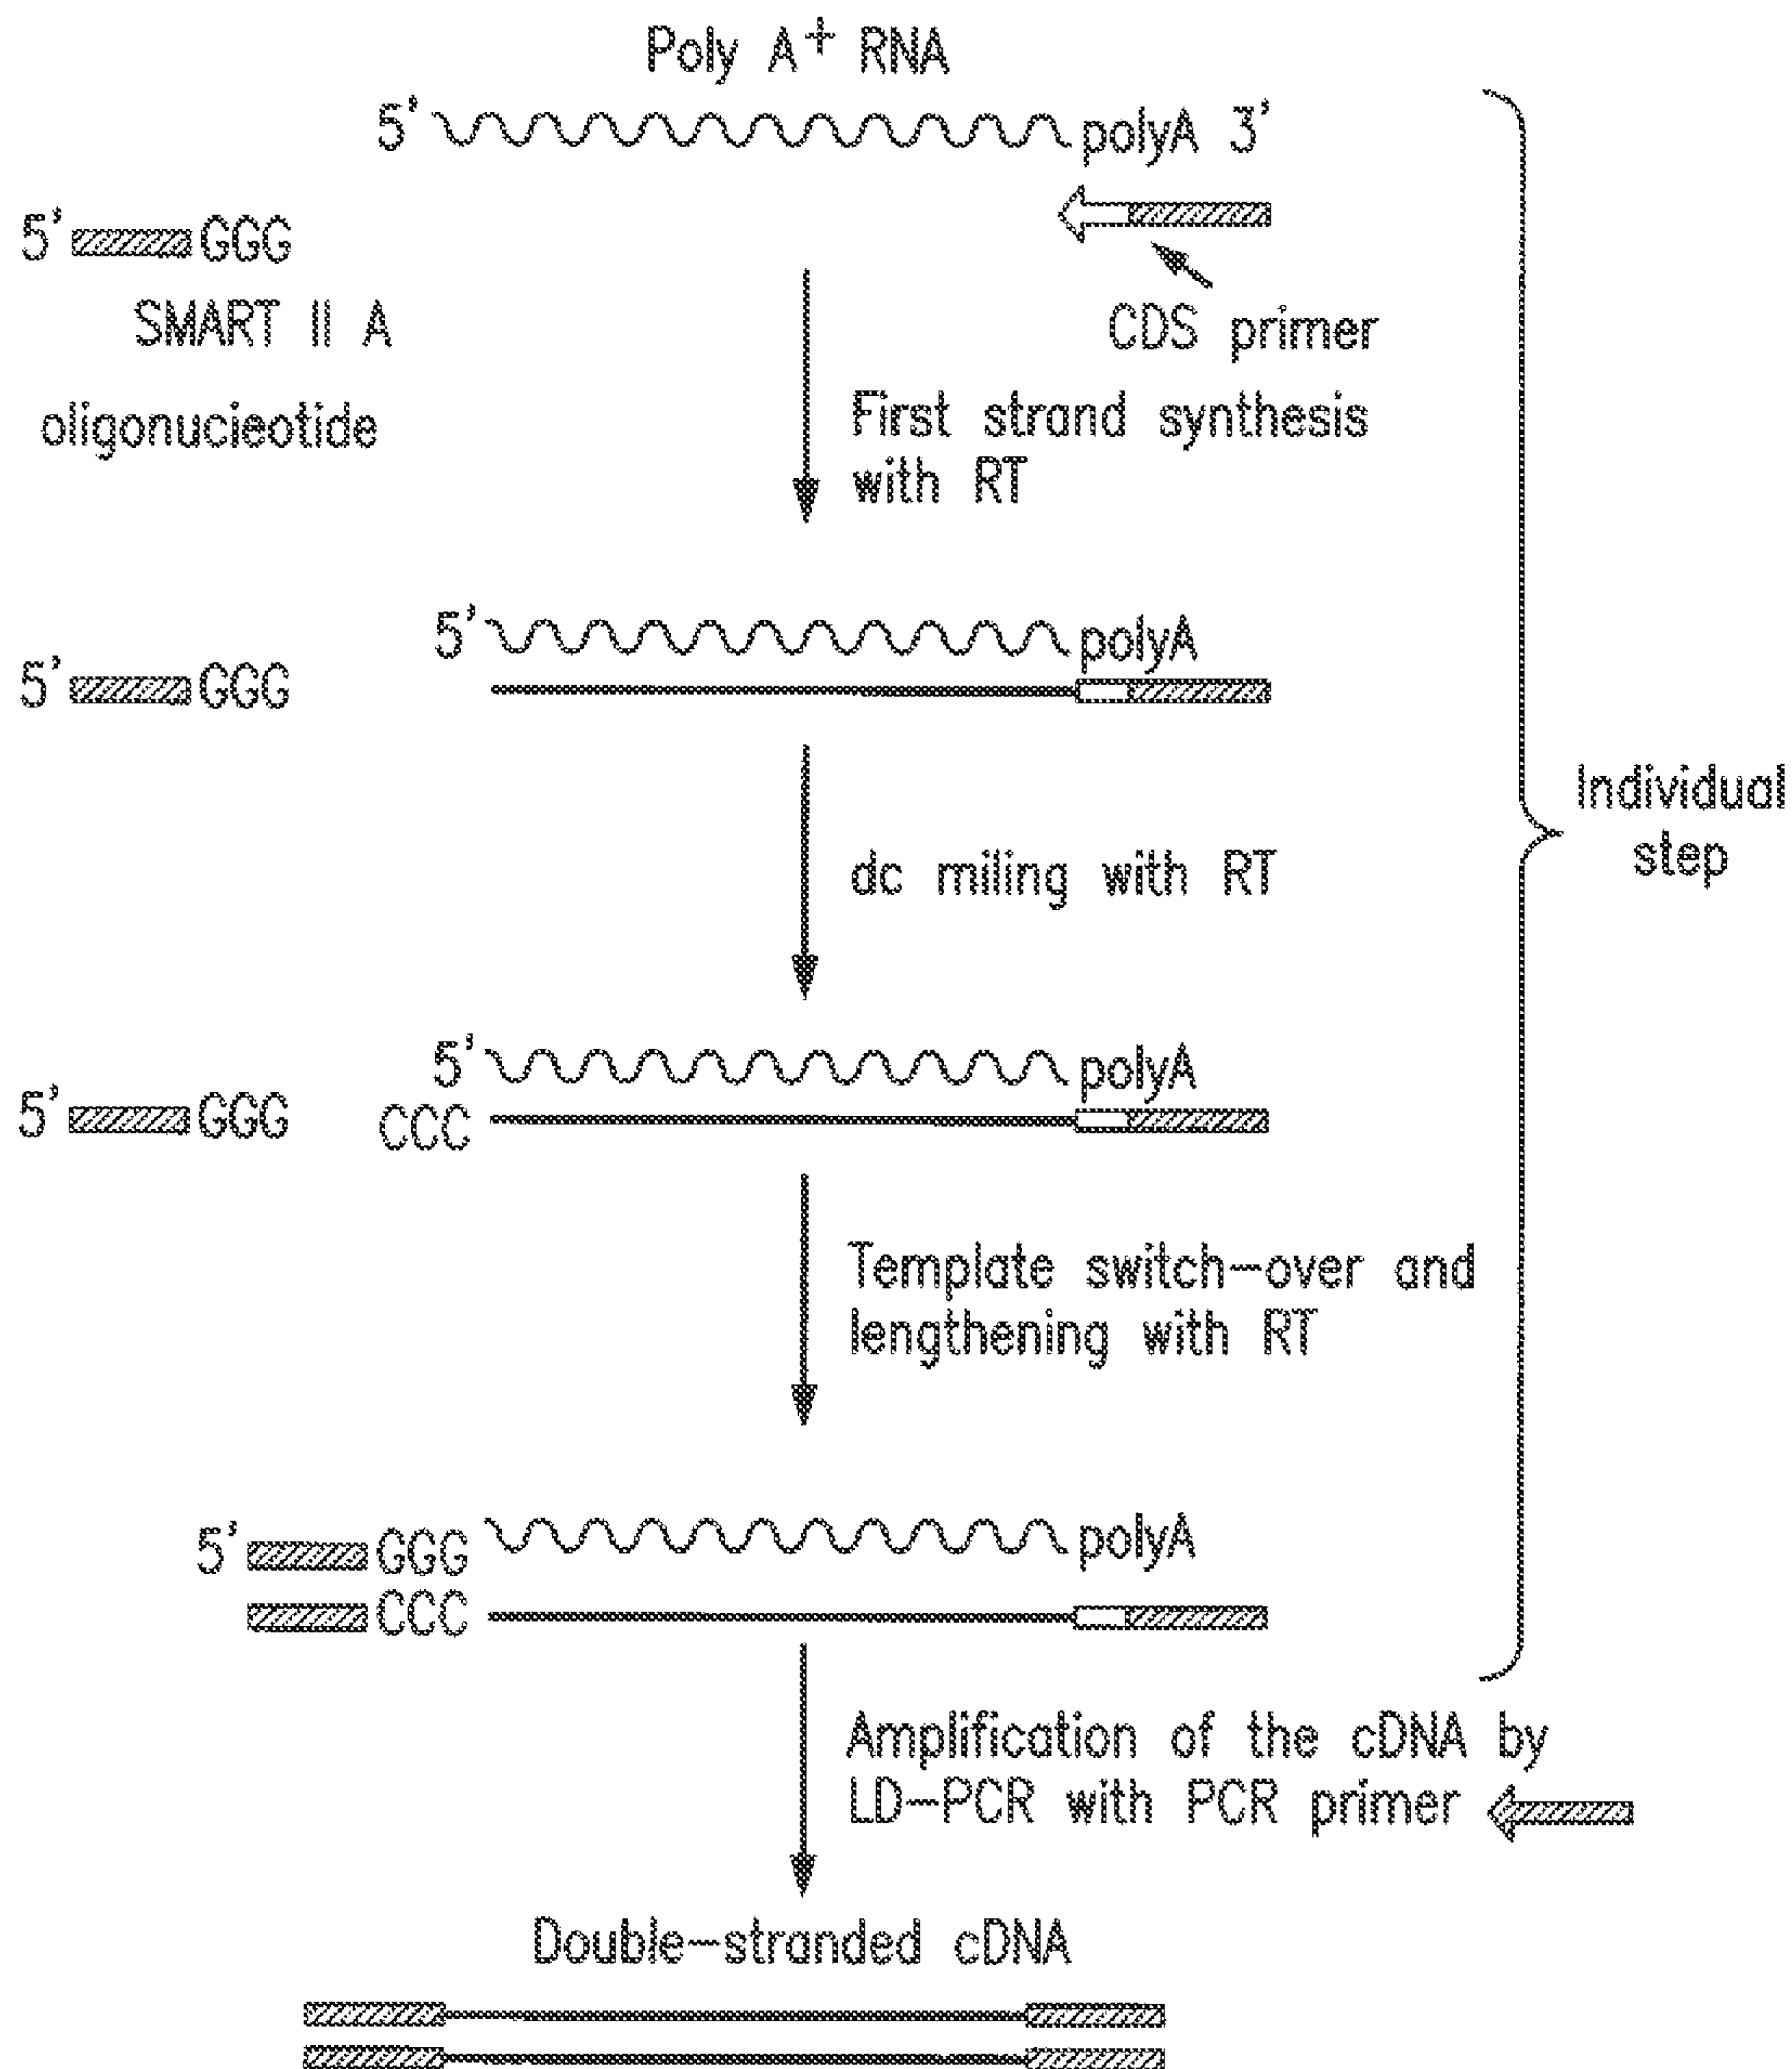 Poly A+ RNA
5' polyA 3'
5' GGG
SMART II A
oligonucieotide
CDS primer
First strand synthesis
with RT
5' polyA
5' GGG
dc miling with RT
5' polyA
5' GGG CCC
Template switch-over and
lengthening with RT
5' GGG polyA
CCC
Individual
step
Amplification of the cDNA by
LD-PCR with PCR primer
Double-stranded cDNA